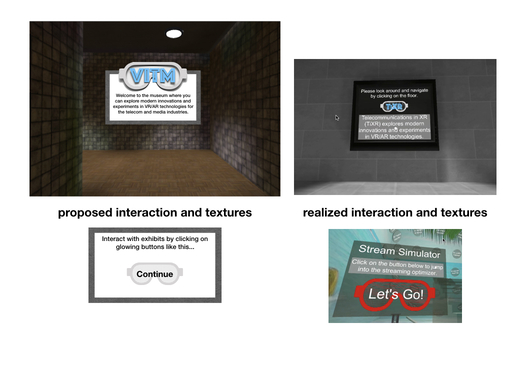 VITM
Welcome to the museum where you
can explore modern innovations and
experiments in VR/AR technologies for
the telecom and media industries.
Please look around and navigate
by clicking on the floor.
TiXR
Telecommunications in XR
(TiXR) explores modern
innovations and experiments
in VR/AR technologies.
proposed interaction and textures
realized interaction and textures
Interact with exhibits by clicking on
glowing buttons like this...
Continue
Stream Simulator
Click on the button below to jump
into the streaming optimizer.
Let's Go!